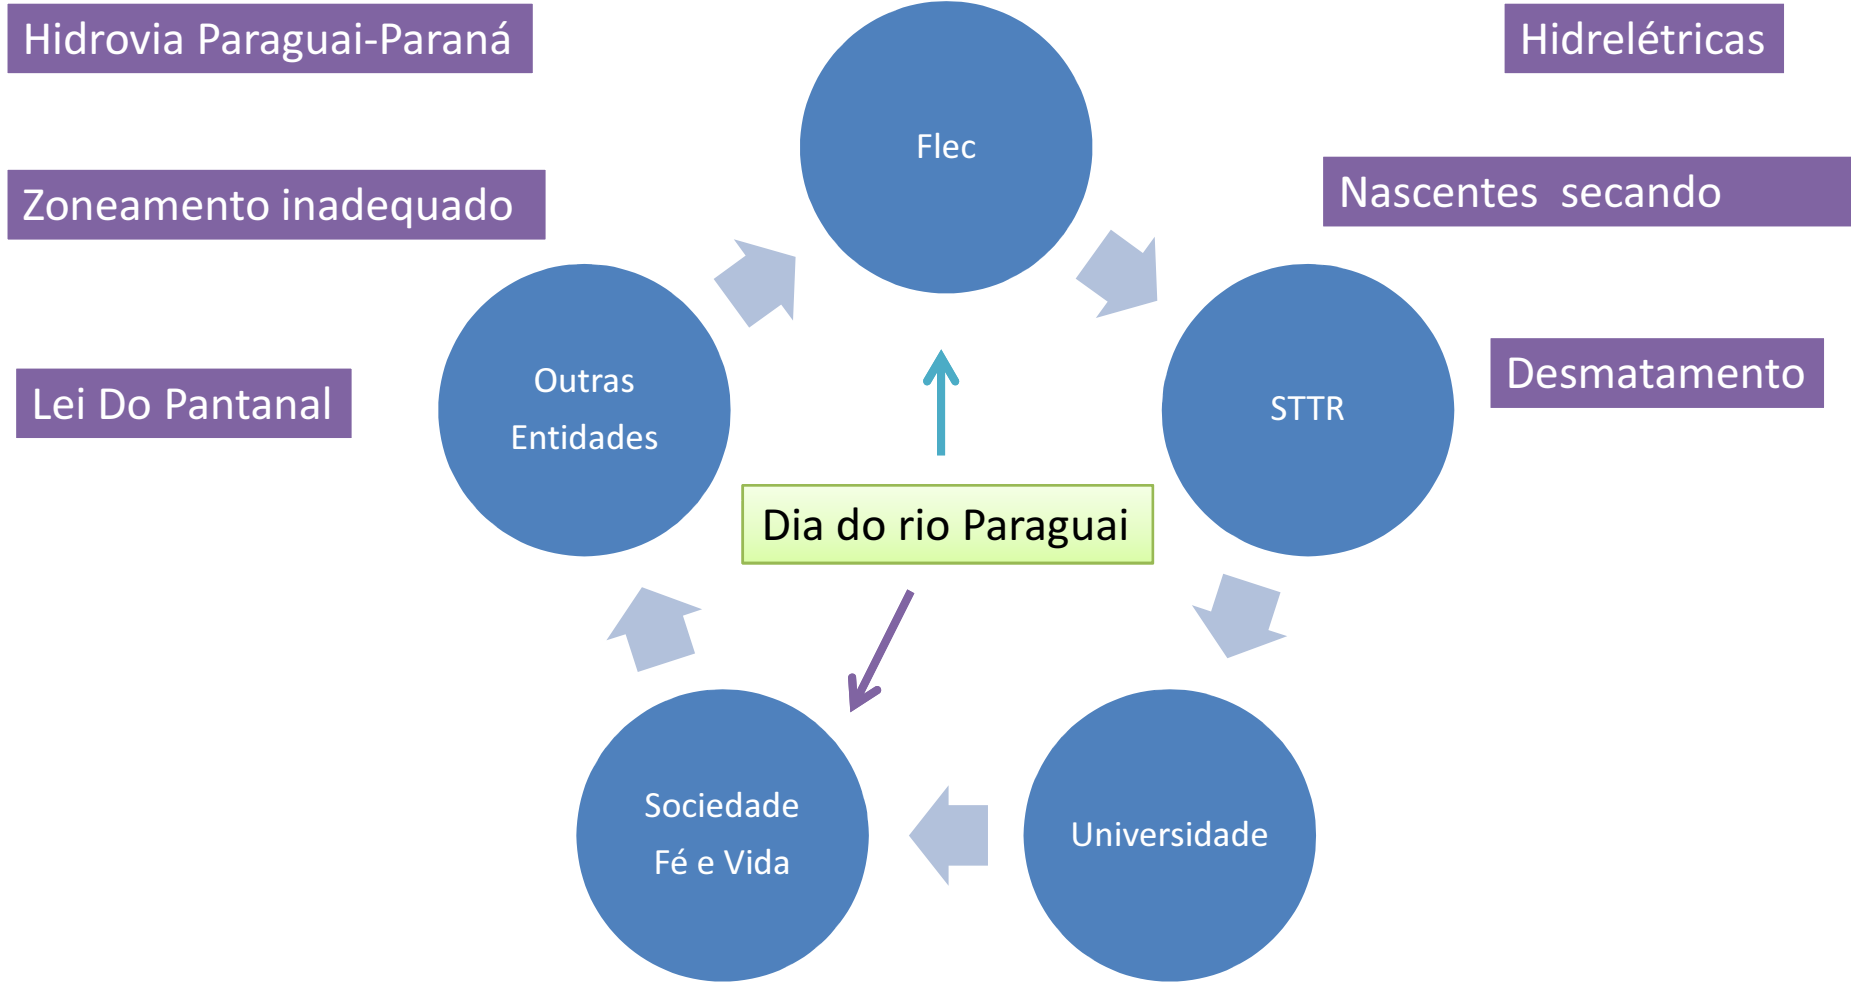 Hidrovia Paraguai-Paraná
Hidrelétricas
Flec
Zoneamento inadequado
Nascentes secando
Outras
Entidades
Lei Do Pantanal
STTR
Desmatamento
Dia do rio Paraguai
Sociedade
Fé e Vida
Universidade